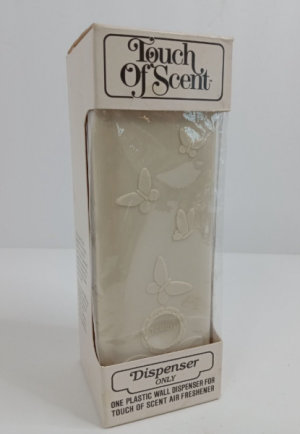 Touch
Of Scent
Dispenser
ONLY
ONE PLASTIC WALL DISPENSER FOR
TOUCH OF SCENT AIR FRESHENER